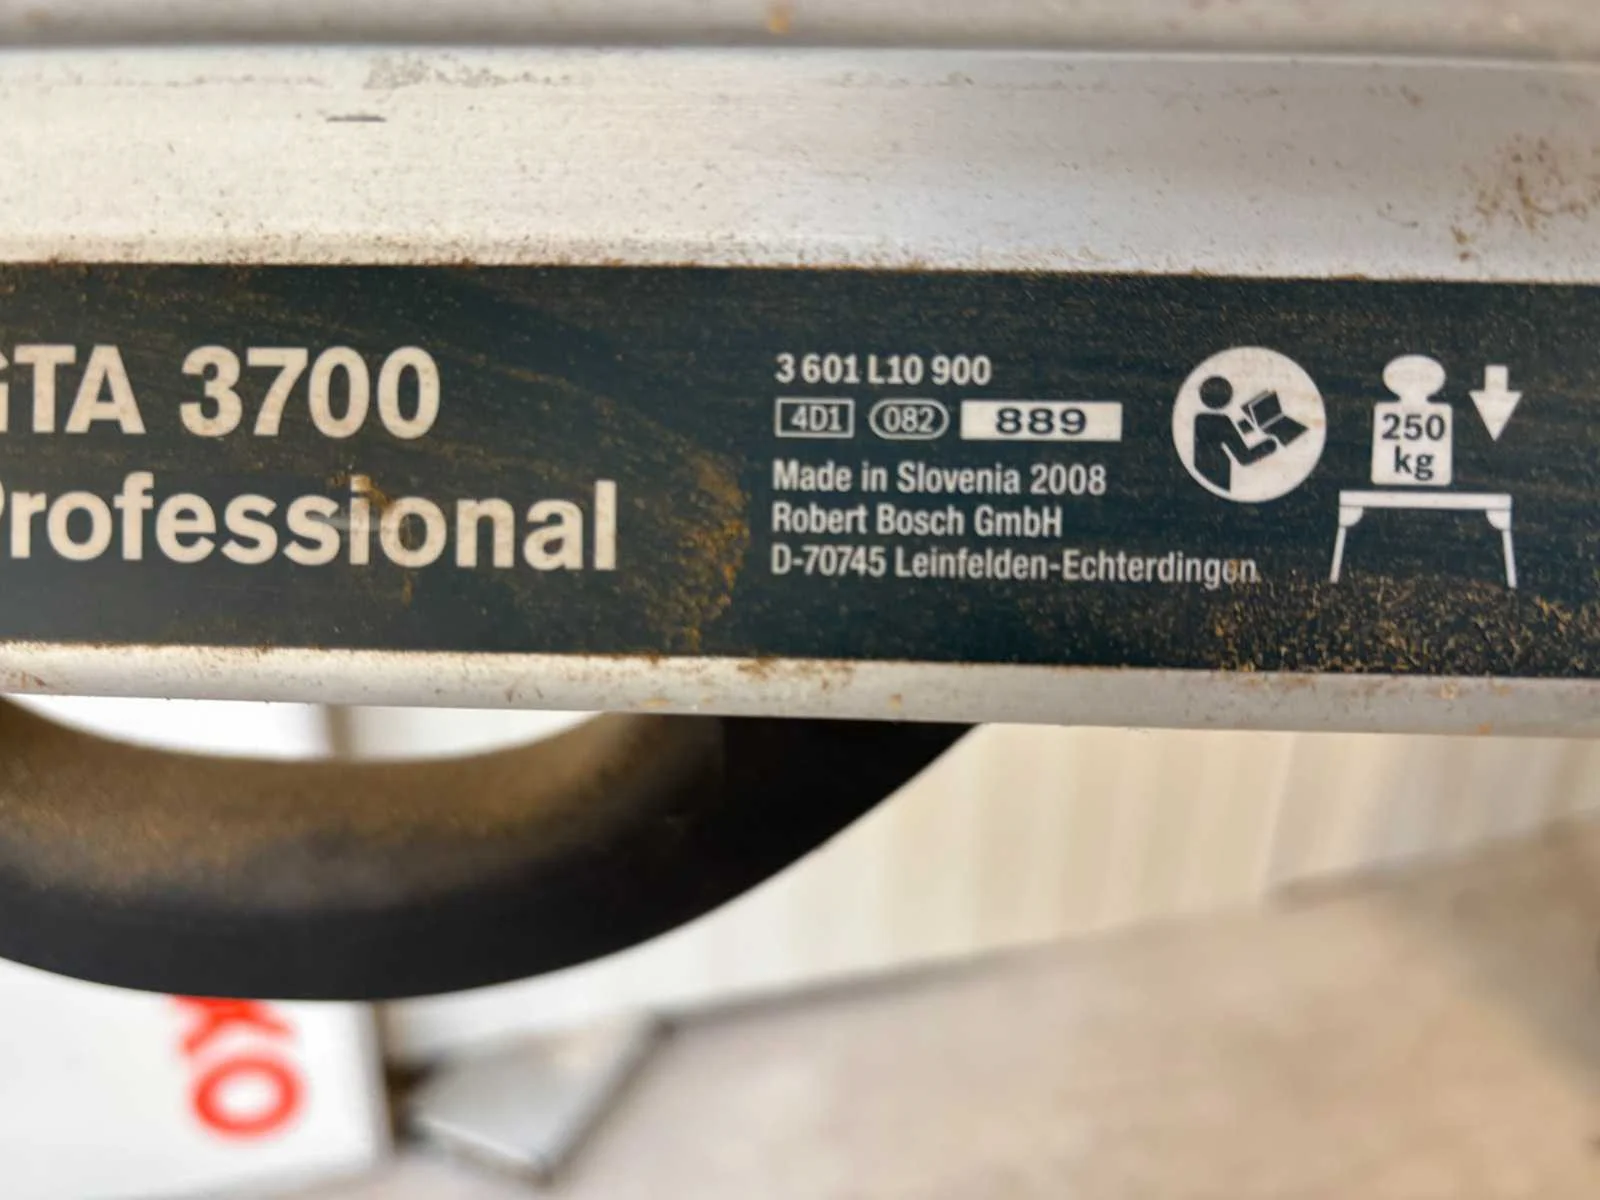 GTA 3700
Professional
3 601 L10 900
4D1 082 889
Made in Slovenia 2008
Robert Bosch GmbH
D-70745 Leinfelden-Echterdingen
250
kg
KO